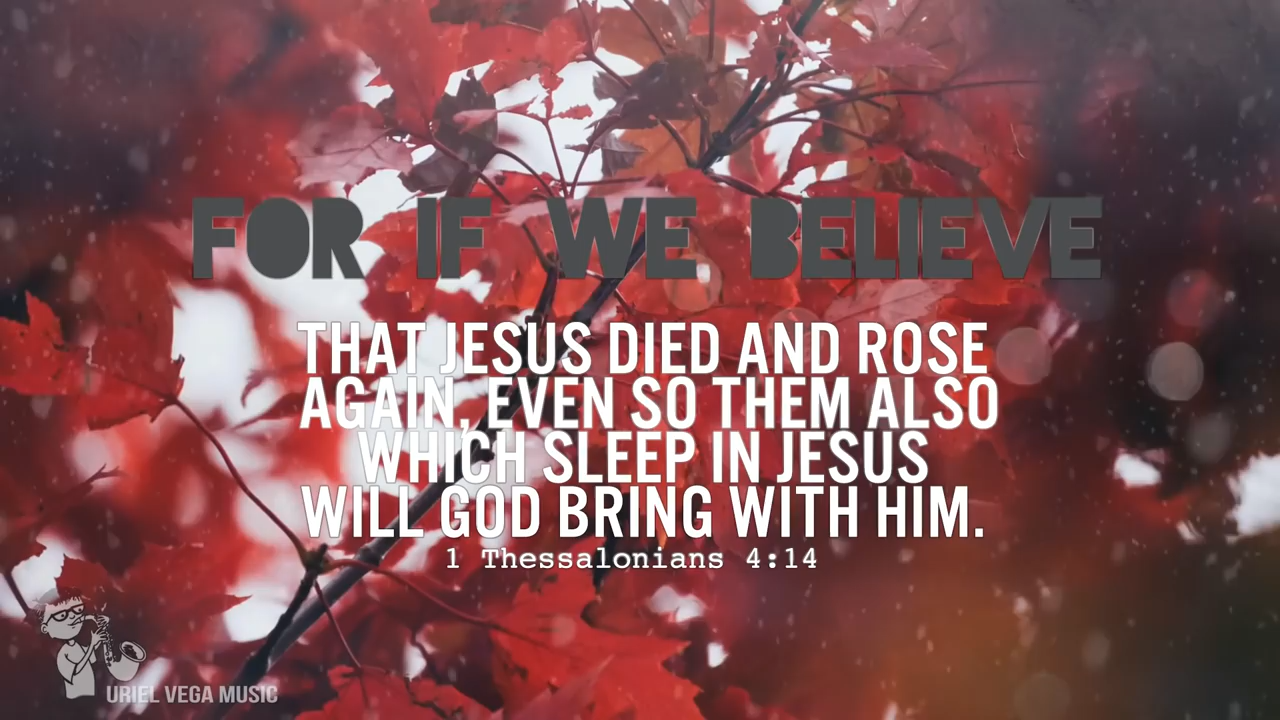 FOR IF WE BELIEVE
THAT JESUS DIED AND ROSE
AGAIN, EVEN SO THEM ALSO
WHICH SLEEP IN JESUS
WILL GOD BRING WITH HIM.
1 Thessalonians 4:14
URIEL VEGA MUSIC